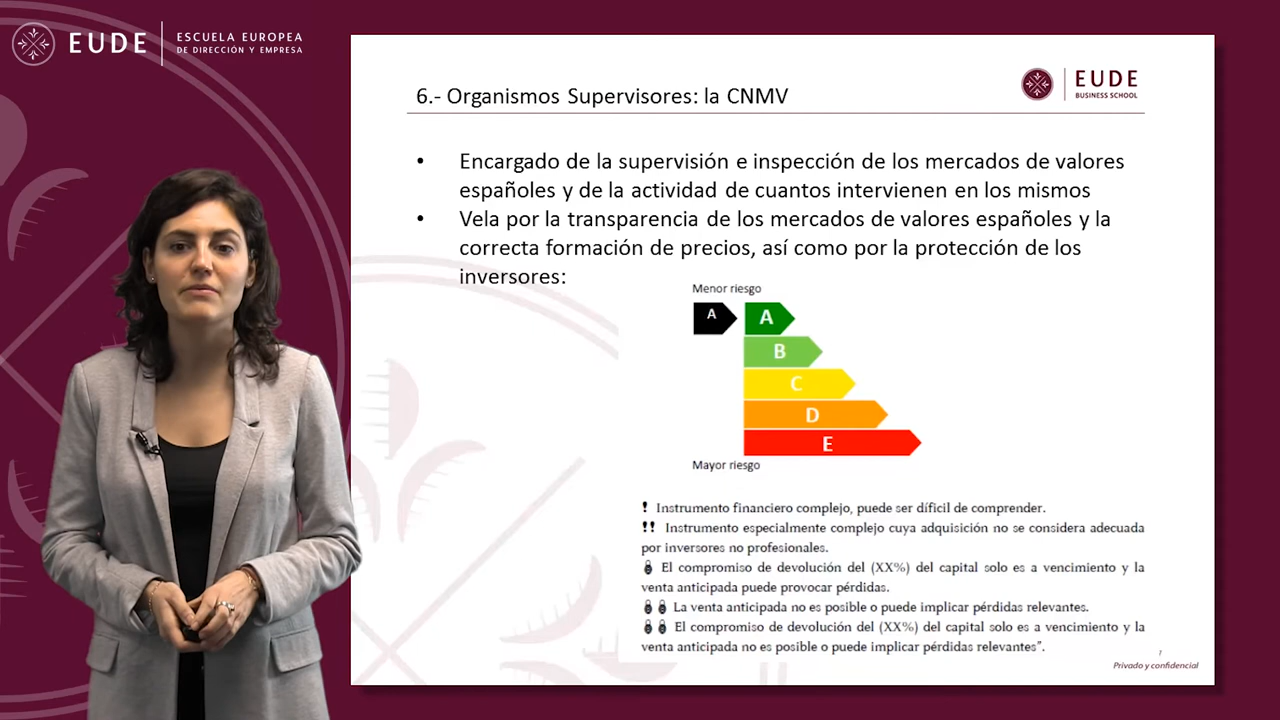 EUDE
ESCUELA EUROPEA
DE DIRECCIÓN Y EMPRESA
6.- Organismos Supervisores: la CNMV
EUDE
BUSINESS SCHOOL
• Encargado de la supervisión e inspección de los mercados de valores
españoles y de la actividad de cuantos intervienen en los mismos
• Vela por la transparencia de los mercados de valores españoles y la
correcta formación de precios, así como por la protección de los
inversores:
Menor riesgo
A
A
B
C
D
E
Mayor riesgo
! Instrumento financiero complejo, puede ser díficil de comprender.
!! Instrumento especialmente complejo cuya adquisición no se considera adecuada
por inversores no profesionales.
El compromiso de devolución del (XX%) del capital solo es a vencimiento y la
venta anticipada puede provocar pérdidas.
La venta anticipada no es posible o puede implicar pérdidas relevantes.
El compromiso de devolución del (XX%) del capital solo es a vencimiento y la
venta anticipada no es posible o puede implicar pérdidas relevantes".
Privado y confidencial